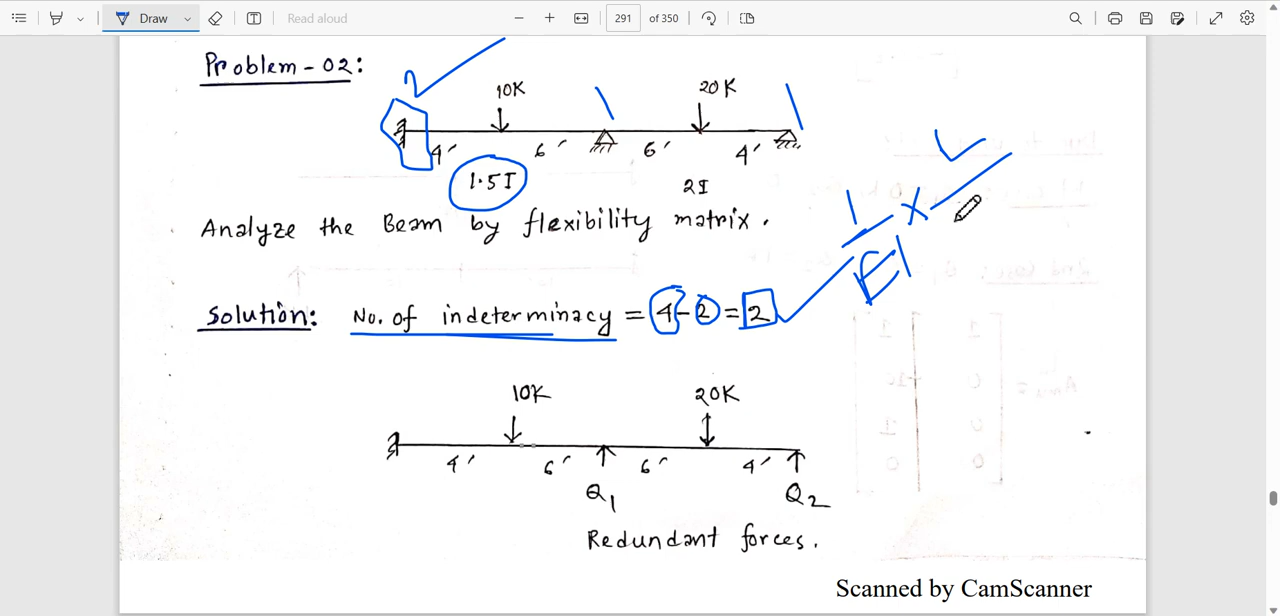 Draw
Read aloud
291 of 350
Problem-02:
2
10K
20K
4' 6' 6' 4'
1.5I 2I
1/EI × L
Analyze the Beam by flexibility matrix.
Solution: No. of indeterminacy = 4-2=2
10K 20K
4' 6' 6' 4'
Q1 Q2
Redundant forces.
Scanned by CamScanner